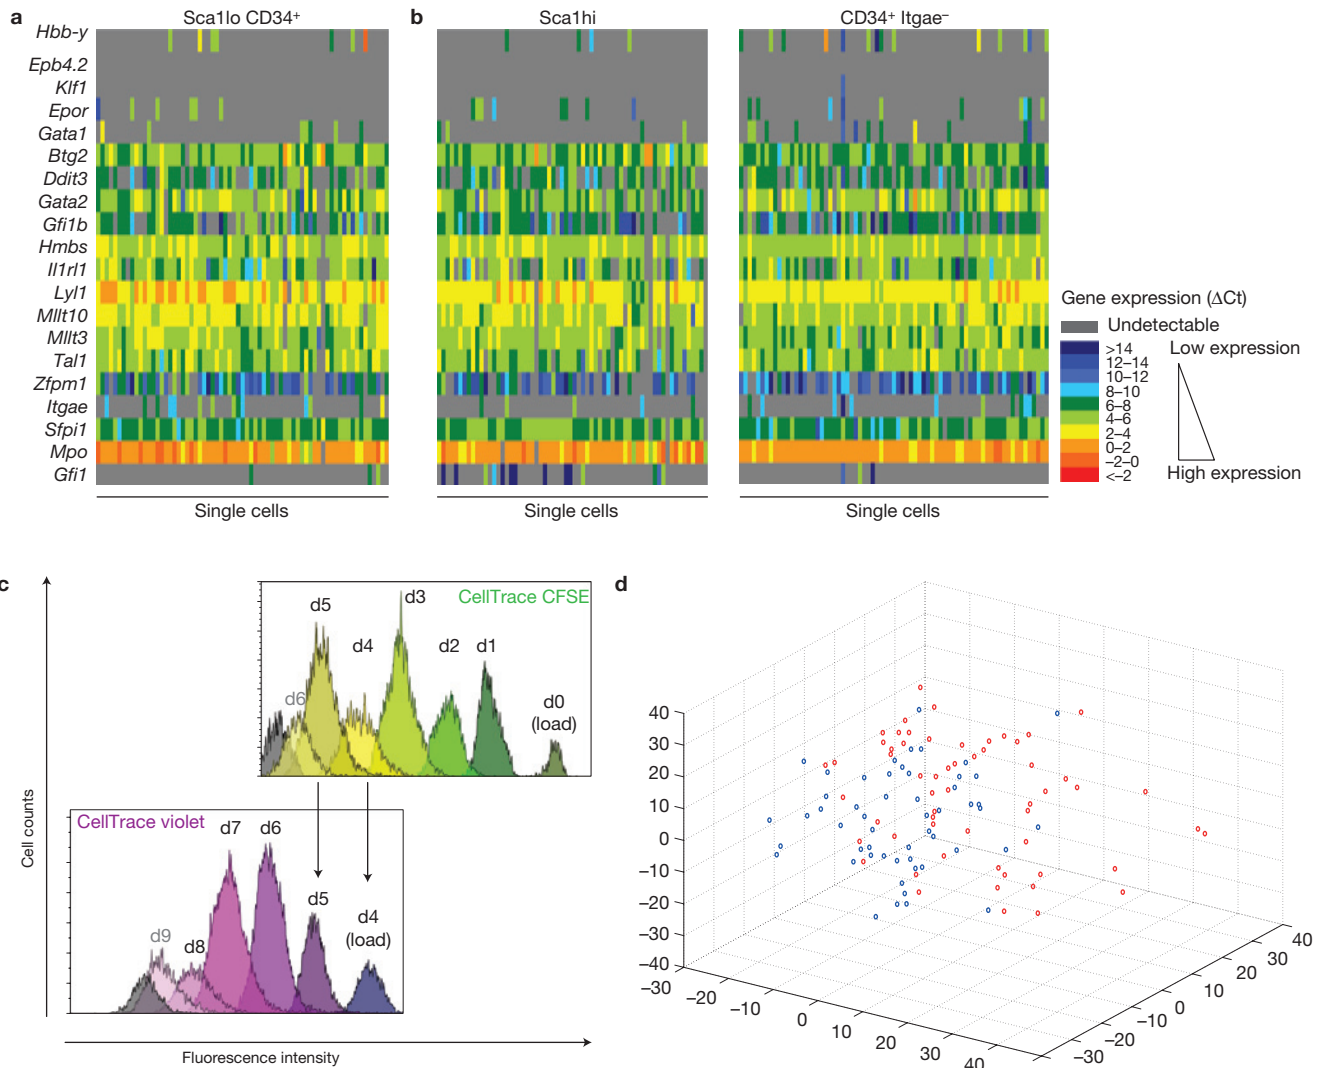 a
Sca1lo CD34+
b
Sca1hi
CD34+ Itgae–
Hbb-y
Epb4.2
Klf1
Epor
Gata1
Btg2
Ddit3
Gata2
Gfi1b
Hmbs
Il1rl1
Lyl1
Mllt10
Mllt3
Tal1
Zfpm1
Itgae
Sfpi1
Mpo
Gfi1
Single cells
Single cells
Single cells
Gene expression (ΔCt)
Undetectable
>14
12–14
10–12
8–10
6–8
4–6
2–4
0–2
–2–0
<–2
Low expression
High expression
c
Cell counts
CellTrace CFSE
d6
d5
d4
d3
d2
d1
d0
(load)
CellTrace violet
d9
d8
d7
d6
d5
d4
(load)
Fluorescence intensity
d
40
30
20
10
0
–10
–20
–30
–40
–30
–20
–10
0
10
20
30
40
–30
–20
–10
0
10
20
30
40